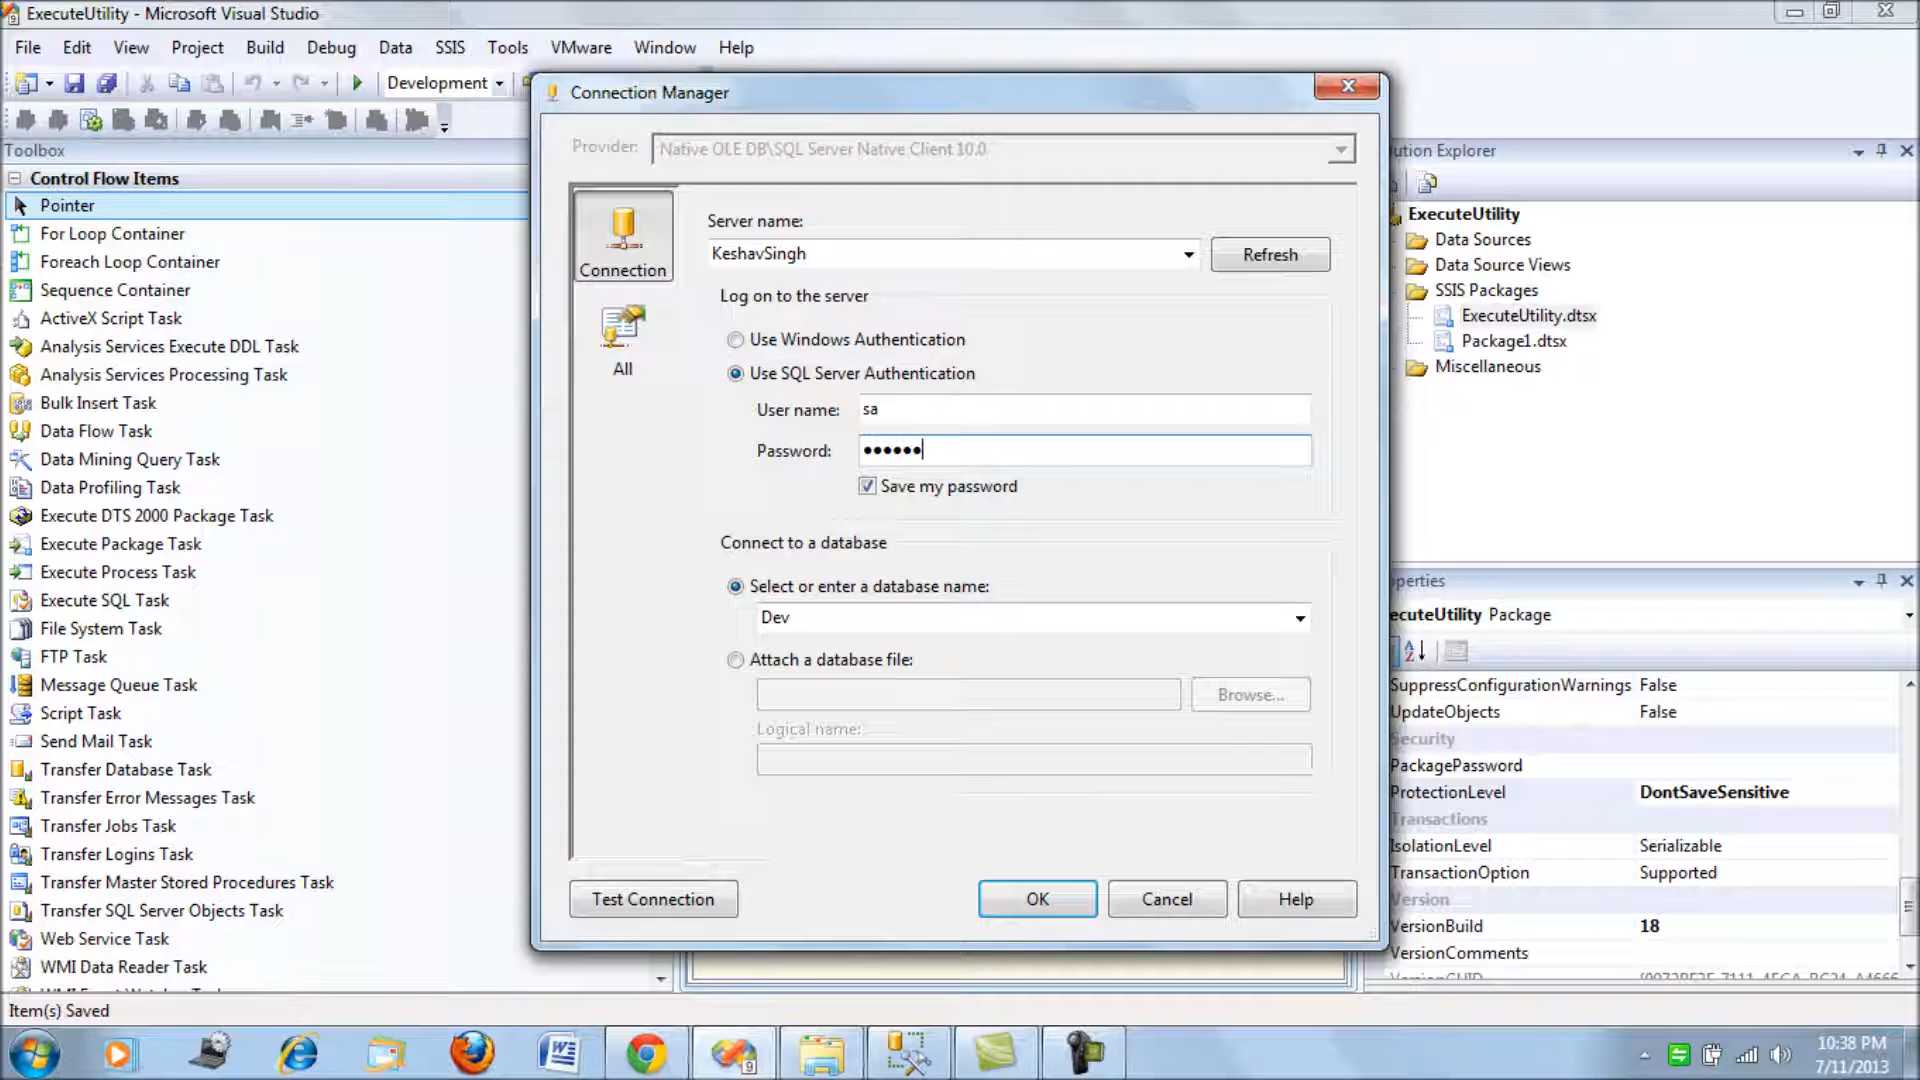 ExecuteUtility - Microsoft Visual Studio
File Edit View Project Build Debug Data SSIS Tools VMware Window Help
Development
Toolbox
Control Flow Items
Pointer
For Loop Container
Foreach Loop Container
Sequence Container
ActiveX Script Task
Analysis Services Execute DDL Task
Analysis Services Processing Task
Bulk Insert Task
Data Flow Task
Data Mining Query Task
Data Profiling Task
Execute DTS 2000 Package Task
Execute Package Task
Execute Process Task
Execute SQL Task
File System Task
FTP Task
Message Queue Task
Script Task
Send Mail Task
Transfer Database Task
Transfer Error Messages Task
Transfer Jobs Task
Transfer Logins Task
Transfer Master Stored Procedures Task
Transfer SQL Server Objects Task
Web Service Task
WMI Data Reader Task
Connection Manager
Provider: Native OLE DB\SQL Server Native Client 10.0
Connection
All
Server name:
KeshavSingh Refresh
Log on to the server
Use Windows Authentication
Use SQL Server Authentication
User name: sa
Password: ••••••
Save my password
Connect to a database
Select or enter a database name:
Dev
Attach a database file:
Browse...
Logical name:
Test Connection OK Cancel Help
ution Explorer
ExecuteUtility
Data Sources
Data Source Views
SSIS Packages
ExecuteUtility.dtsx
Package1.dtsx
Miscellaneous
operties
ecuteUtility Package
SuppressConfigurationWarnings False
UpdateObjects False
Security
PackagePassword
ProtectionLevel DontSaveSensitive
Transactions
IsolationLevel Serializable
TransactionOption Supported
Version
VersionBuild 18
VersionComments
Item(s) Saved
10:38 PM
7/11/2013